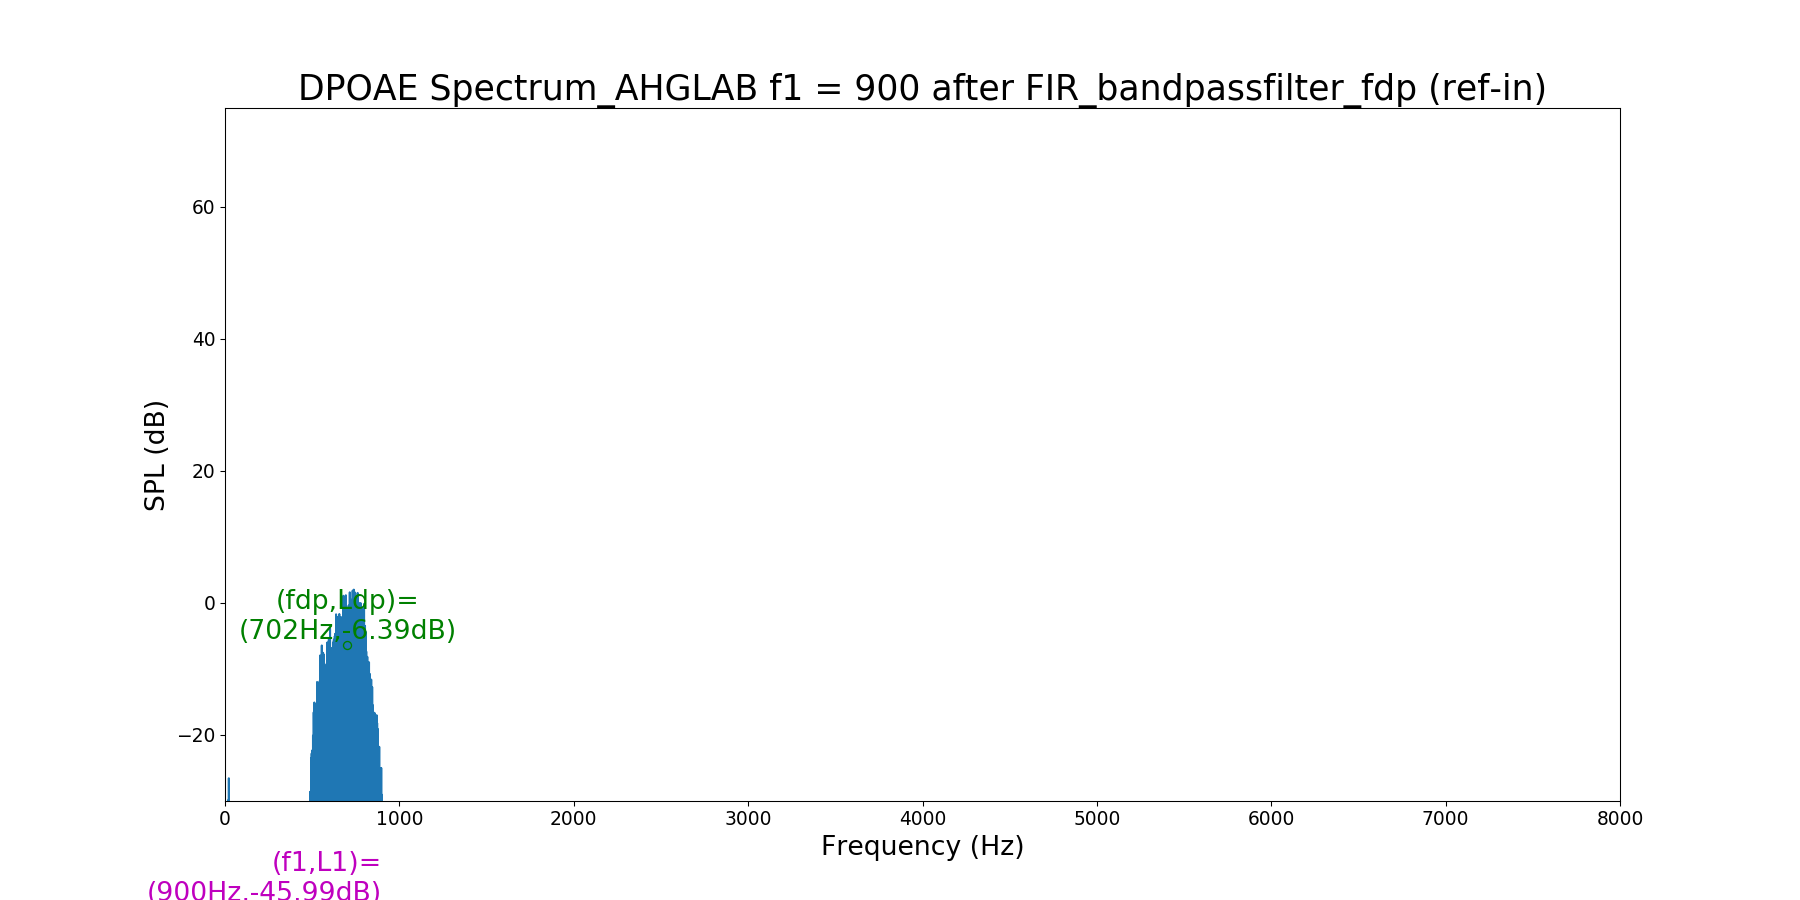 DPOAE Spectrum_AHGLAB f1 = 900 after FIR_bandpassfilter_fdp (ref-in)
SPL (dB)
60
40
20
0
−20
(fdp,Ldp)=
(702Hz,-6.39dB)
0 1000 2000 3000 4000 5000 6000 7000 8000
Frequency (Hz)
(f1,L1)=
(900Hz,-45.99dB)